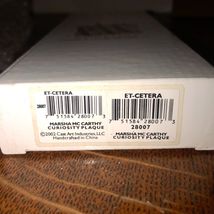 ET-CETERA
28007
7 51584 28007 3
MARSHA MC CARTHY
CURIOSITY PLAQUE
©2002 Case Art Industries, LLC
Handcrafted in China
ET-CETERA
7 51584 28007 3
MARSHA MC CARTHY
28007
CURIOSITY PLAQUE